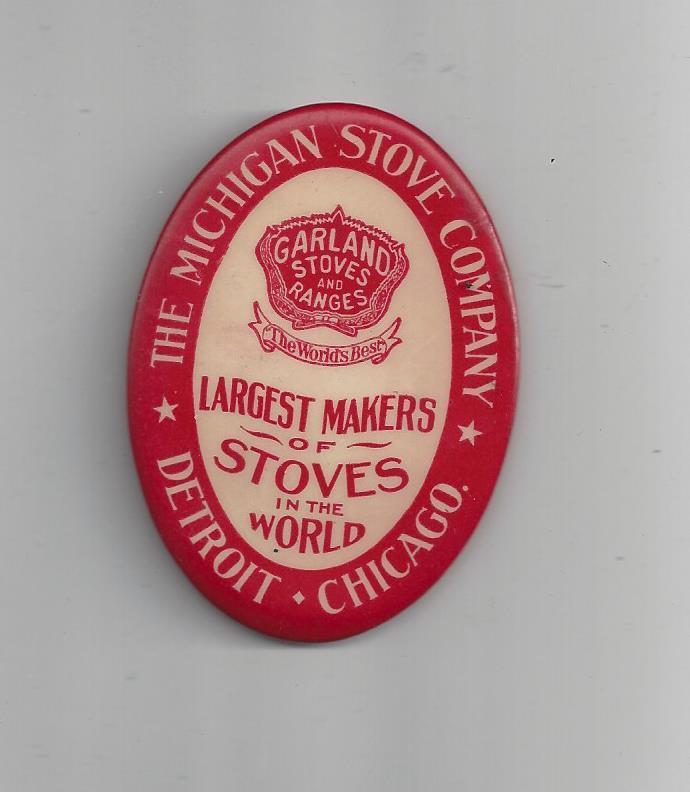 THE MICHIGAN STOVE COMPANY
GARLAND
STOVES
AND
RANGES
The World's Best
LARGEST MAKERS
OF
STOVES
IN THE
WORLD
DETROIT · CHICAGO.